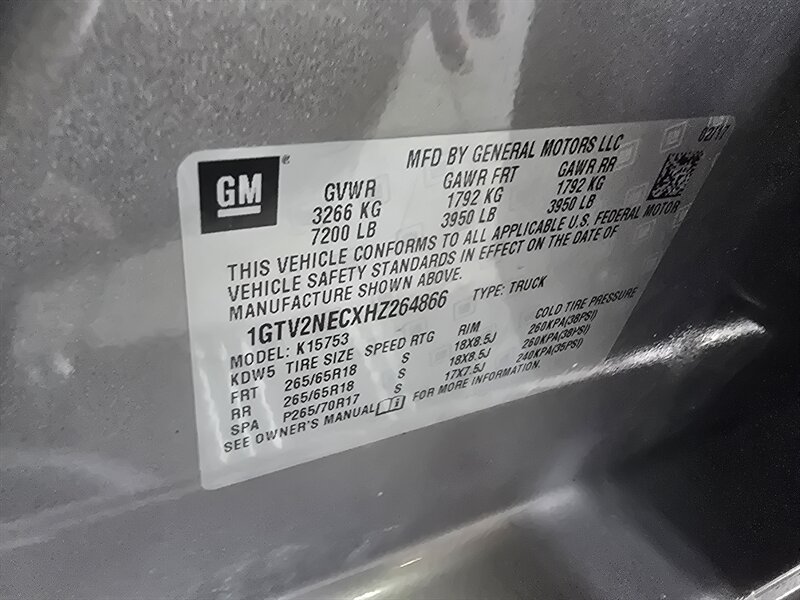 GM
MFD BY GENERAL MOTORS LLC 02/17
GVWR GAWR FRT GAWR RR
3266 KG 1792 KG 1792 KG
7200 LB 3950 LB 3950 LB
THIS VEHICLE CONFORMS TO ALL APPLICABLE U.S. FEDERAL MOTOR
VEHICLE SAFETY STANDARDS IN EFFECT ON THE DATE OF
MANUFACTURE SHOWN ABOVE.
1GTV2NECXHZ264866 TYPE: TRUCK
MODEL: K15753
KDW5 TIRE SIZE SPEED RTG RIM COLD TIRE PRESSURE
FRT 265/65R18 S 18X8.5J 260KPA(38PSI)
RR 265/65R18 S 18X8.5J 260KPA(38PSI)
SPA P265/70R17 S 17X7.5J 240KPA(35PSI)
SEE OWNER'S MANUAL FOR MORE INFORMATION.